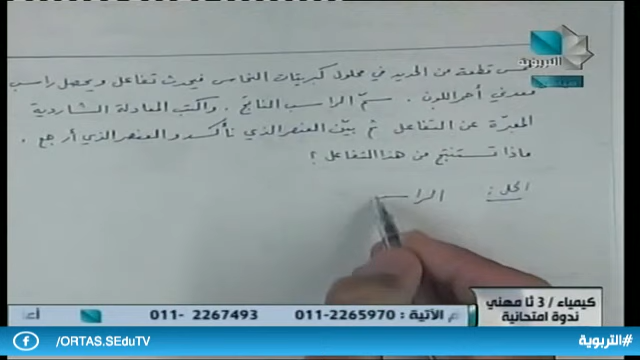 التربوية
نغمس قطعة من الحديد في محلول كبريتات النحاس فيحدث تفاعل ويحصل راسب
معدني أحمر اللون . سمّ الراسب الناتج . واكتب المعادلة الشاردية
المعبرة عن التفاعل ثم بيّن العنصر الذي تأكسد والعنصر الذي أرجع .
ماذا تستنتج من هذا التفاعل ؟
الحل : الراسب
كيمياء / 3 ثا مهني
ندوة امتحانية
م الآتية : 2265970-011 2267493 -011
/ORTAS.SEduTV
#التربوية